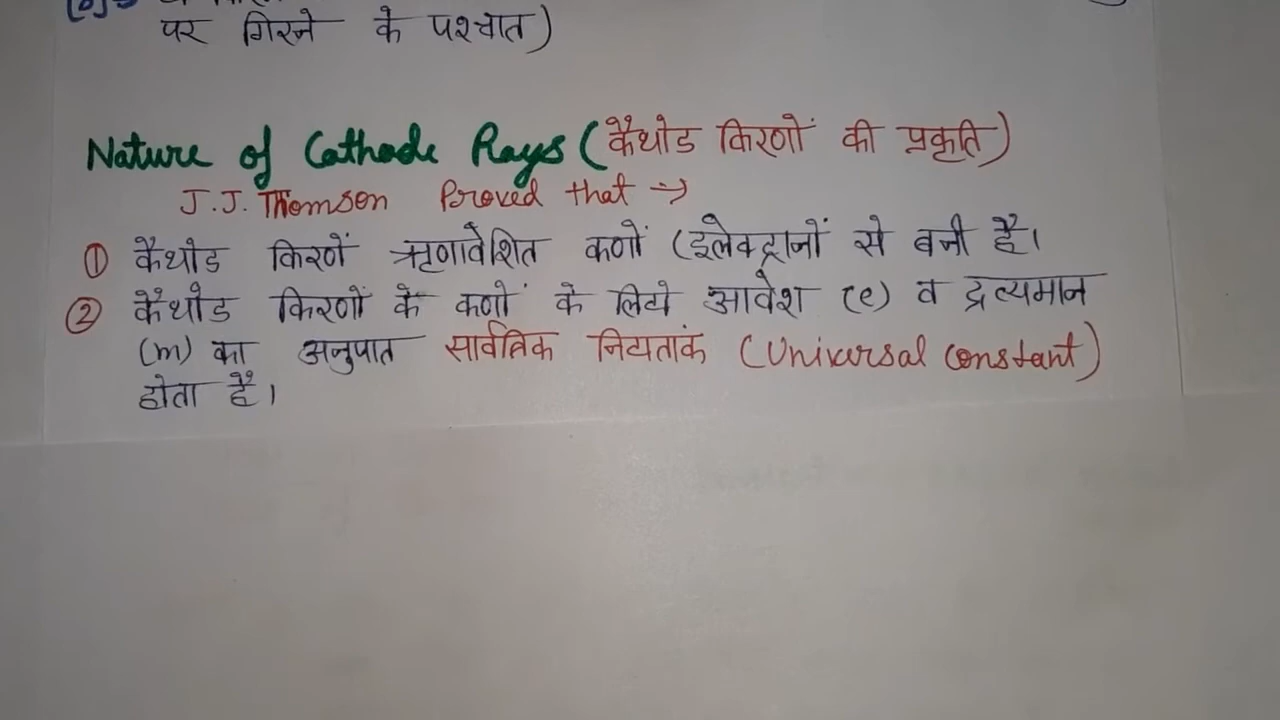 पर गिरने के पश्चात)
Nature of Cathode Rays (कैथोड किरणों की प्रकृति)
J.J. Thomson Proved that ⇒
① कैथोड किरणें ऋणावेशित कणों (इलेक्ट्रानों से बनी हैं।
② कैथोड किरणों के कणों के लिये आवेश (e) व द्रव्यमान
(m) का अनुपात सार्वत्रिक नियतांक (Universal constant)
होता है।